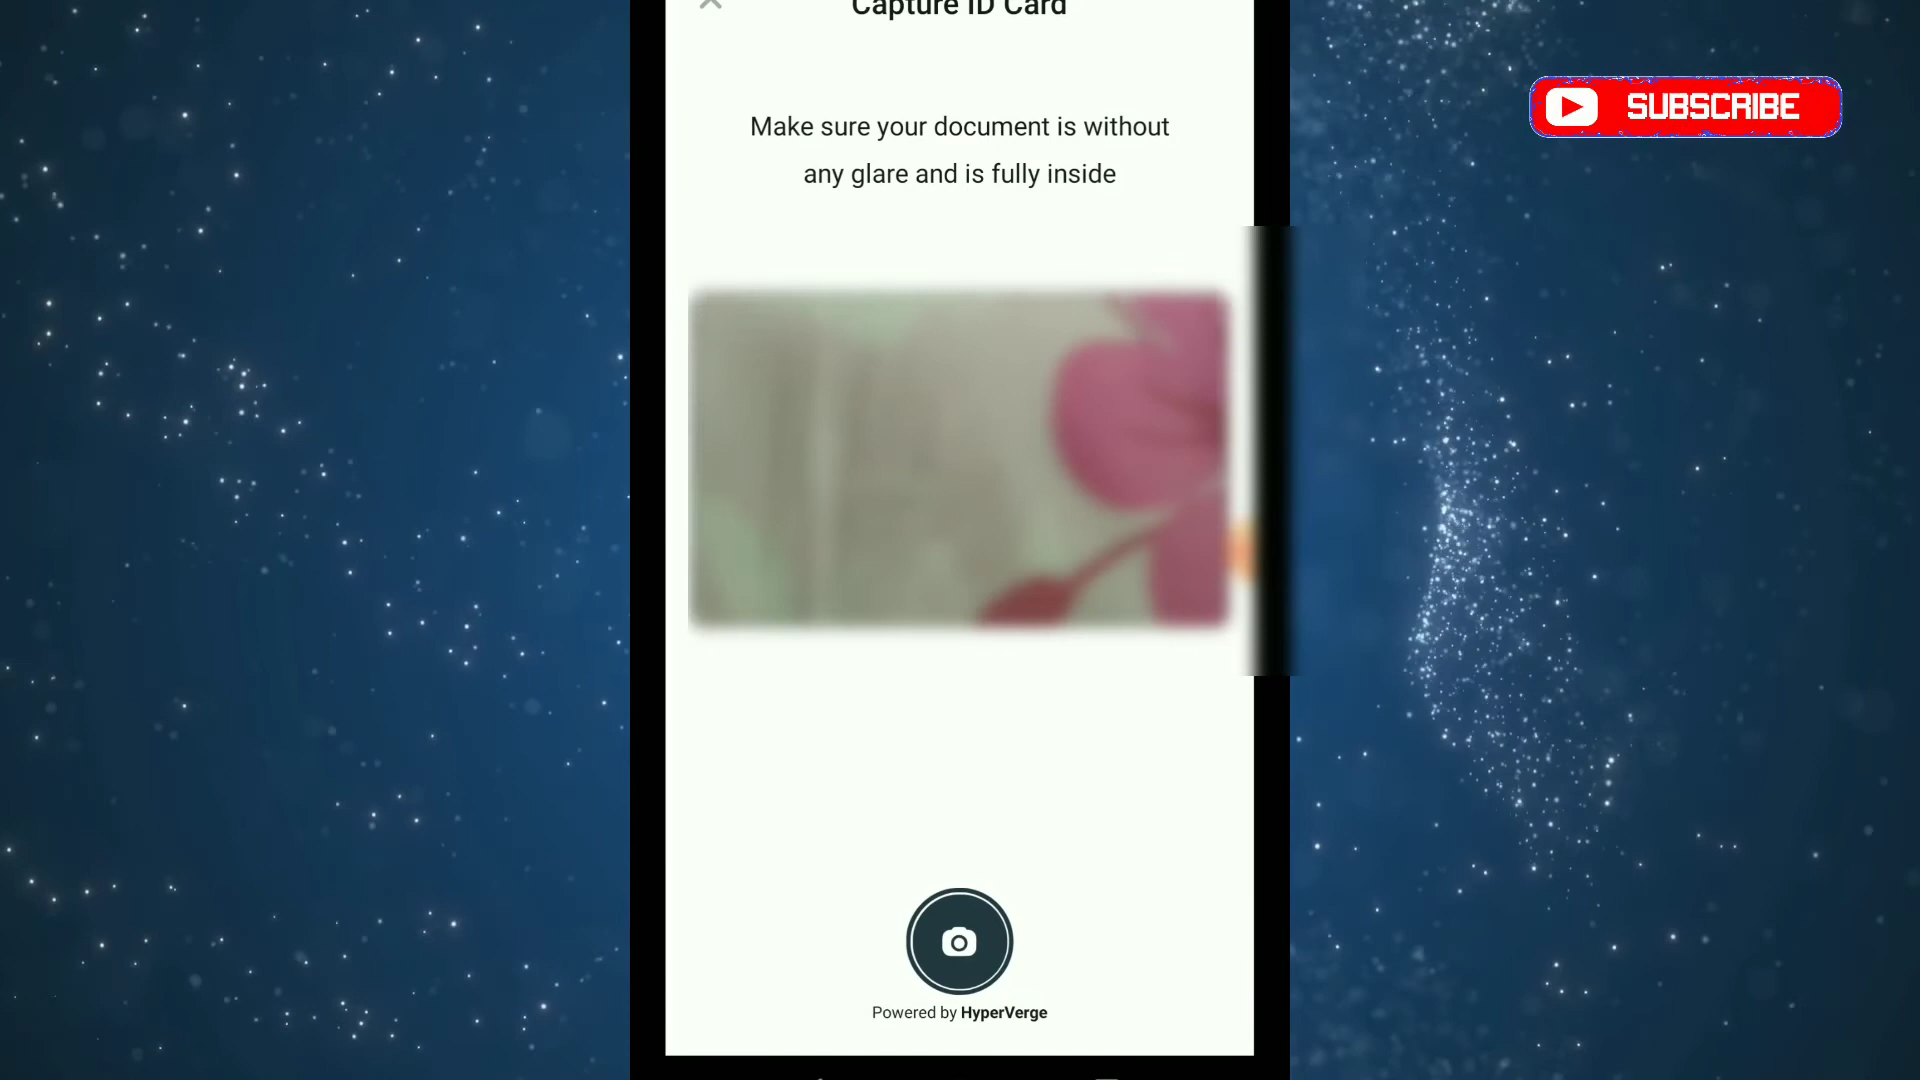 Capture ID Card
SUBSCRIBE
Make sure your document is without
any glare and is fully inside
Powered by HyperVerge